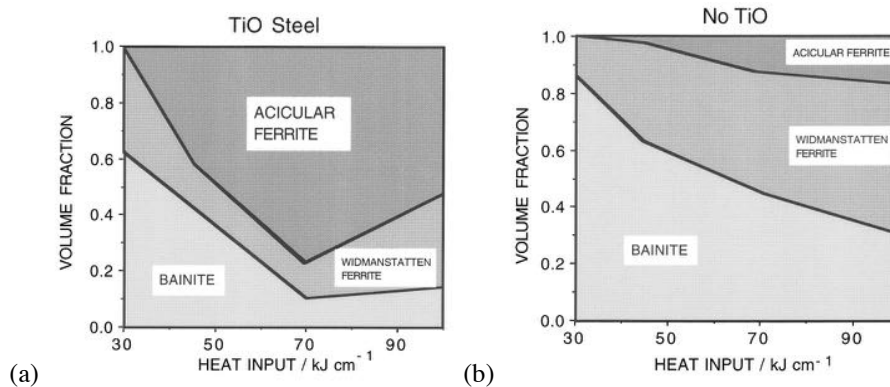 (a)
TiO Steel
VOLUME FRACTION
1.0
0.8
0.6
0.4
0.2
0.0
ACICULAR
FERRITE
WIDMANSTATTEN
FERRITE
BAINITE
30
50
70
90
HEAT INPUT / kJ cm⁻¹
(b)
No TiO
VOLUME FRACTION
1.0
0.8
0.6
0.4
0.2
0.0
ACICULAR FERRITE
WIDMANSTATTEN
FERRITE
BAINITE
30
50
70
90
HEAT INPUT / kJ cm⁻¹